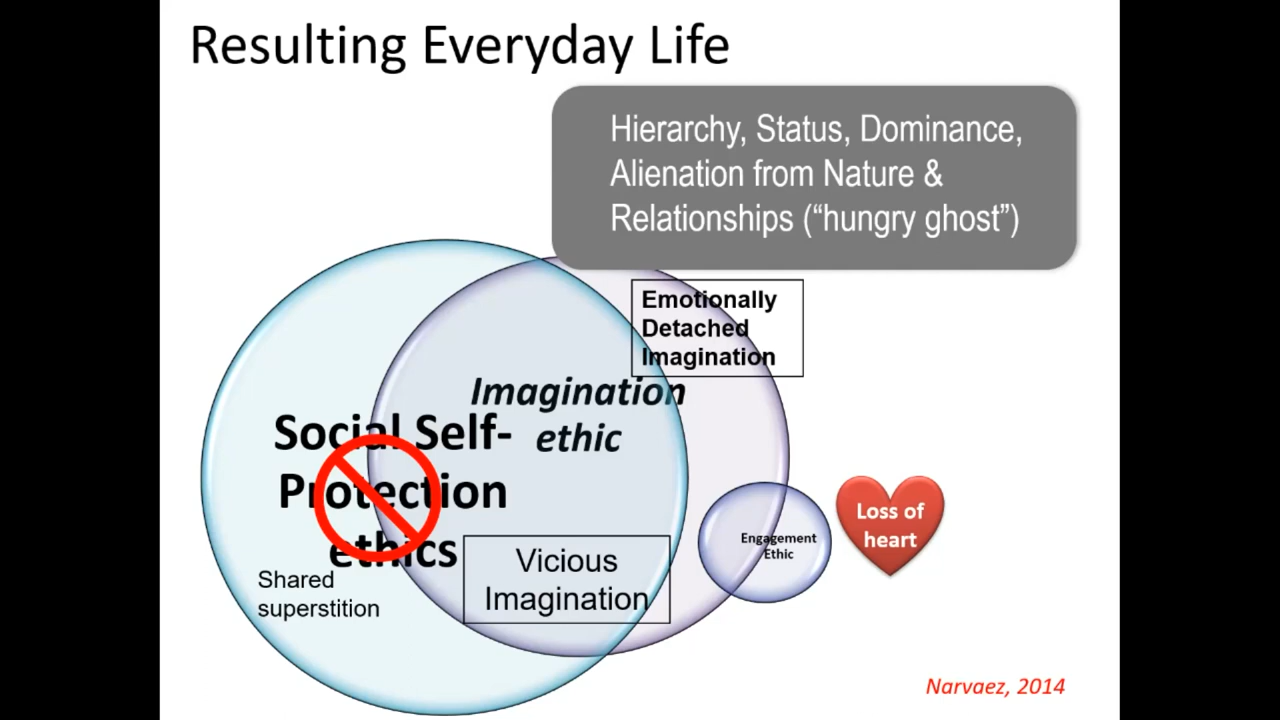 Resulting Everyday Life
Hierarchy, Status, Dominance,
Alienation from Nature &
Relationships (“hungry ghost”)
Emotionally
Detached
Imagination
Imagination
ethic
Social Self-
Protection
ethics
Shared
superstition
Vicious
Imagination
Engagement
Ethic
Loss of
heart
Narvaez, 2014